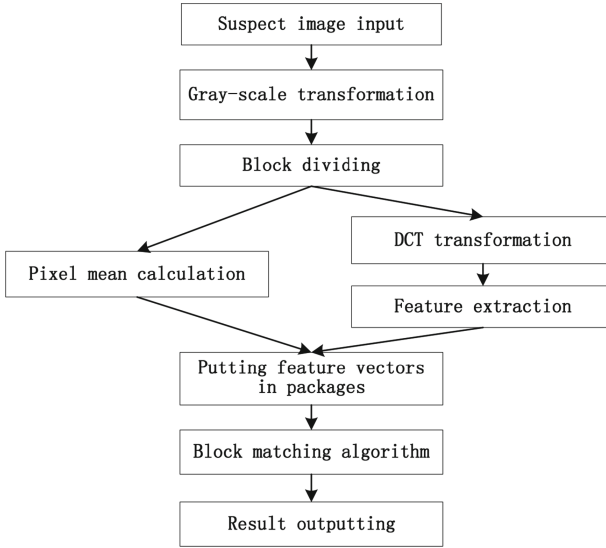 Suspect image input
Gray-scale transformation
Block dividing
DCT transformation
Pixel mean calculation
Feature extraction
Putting feature vectors
in packages
Block matching algorithm
Result outputting